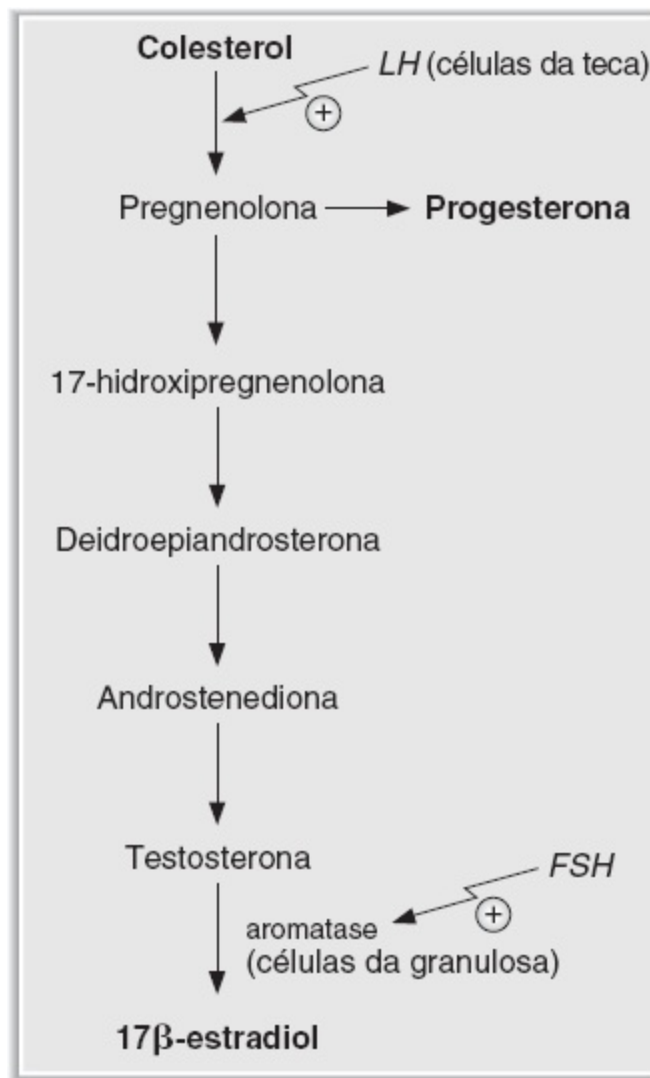 Colesterol
LH (células da teca)
+
Pregnenolona
Progesterona
17-hidroxipregnenolona
Deidroepiandrosterona
Androstenediona
Testosterona
FSH
+
aromatase
(células da granulosa)
17β-estradiol